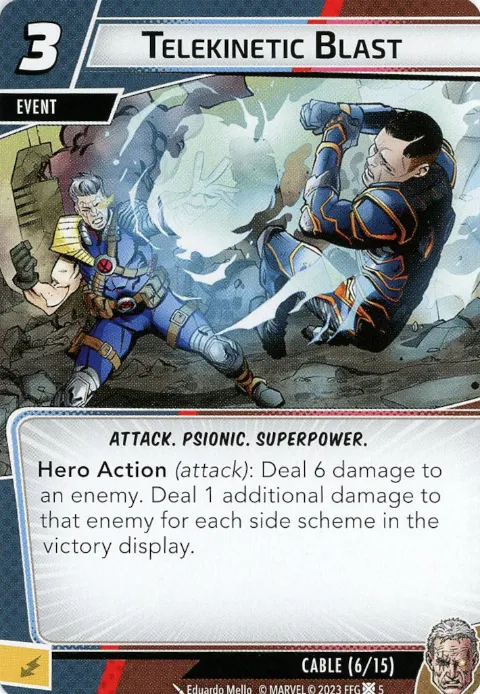 3
TELEKINETIC BLAST
EVENT
ATTACK. PSIONIC. SUPERPOWER.
Hero Action (attack): Deal 6 damage to
an enemy. Deal 1 additional damage to
that enemy for each side scheme in the
victory display.
CABLE (6/15)
Eduardo Mello © MARVEL © 2023 FFG 5